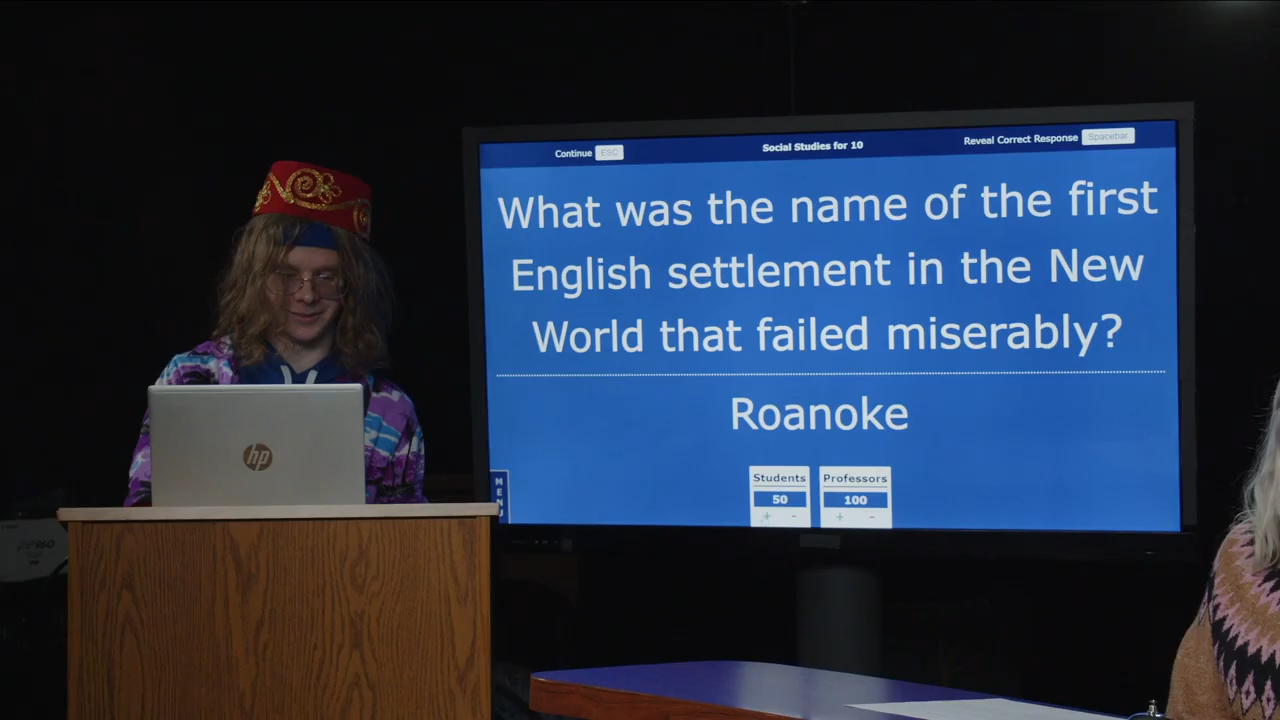 Continue ESC
Social Studies for 10
Reveal Correct Response Spacebar
What was the name of the first
English settlement in the New
World that failed miserably?
Roanoke
MENU
Students
50
+ -
Professors
100
+ -
hp